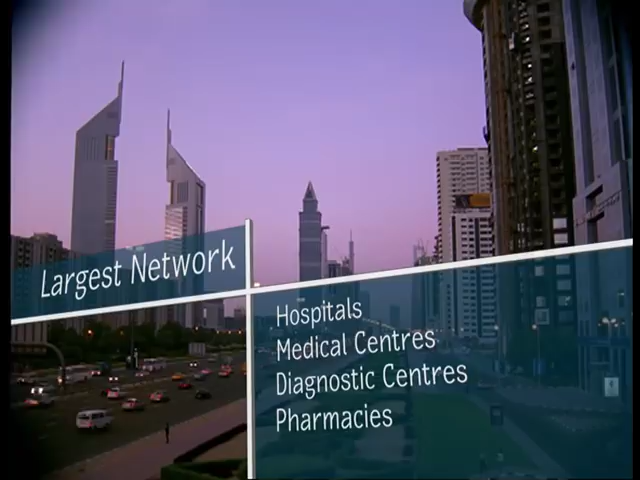 Largest Network
Hospitals
Medical Centres
Diagnostic Centres
Pharmacies